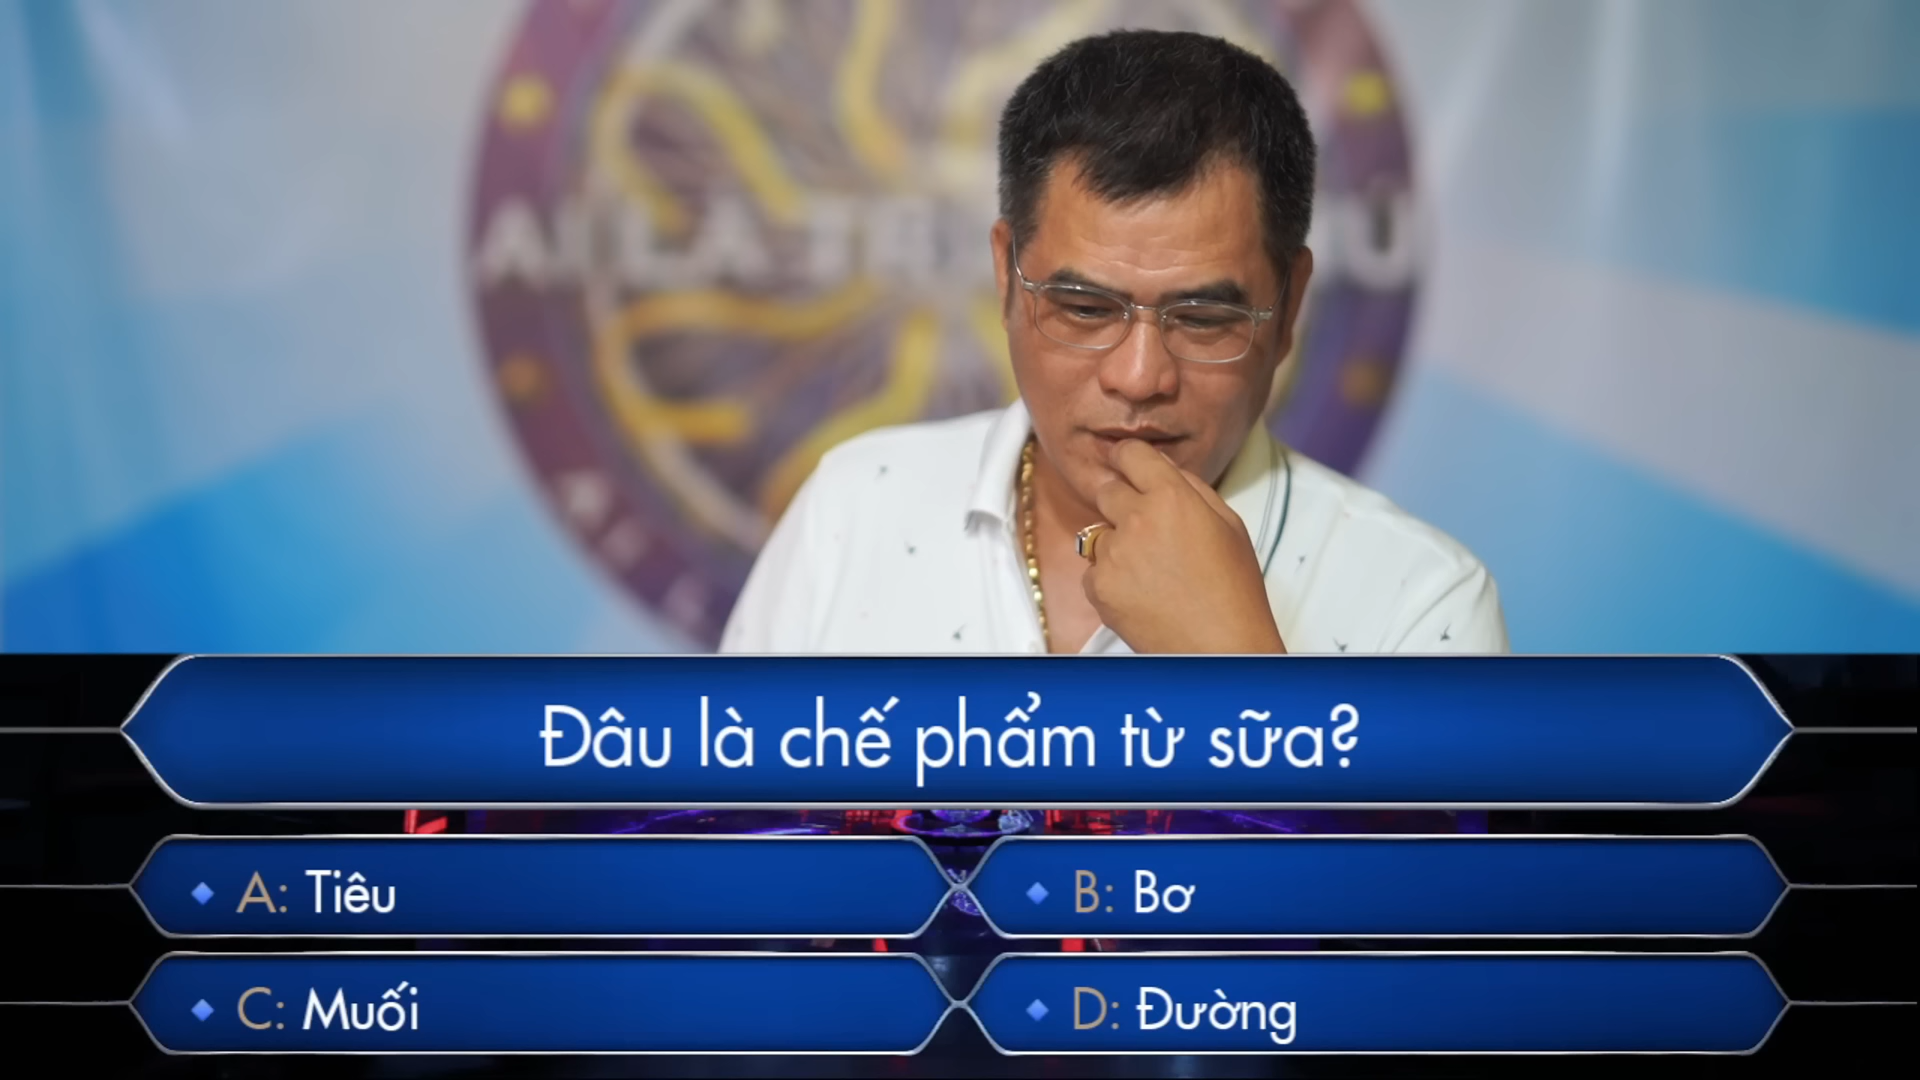 Đâu là chế phẩm từ sữa?
A: Tiêu
B: Bơ
C: Muối
D: Đường